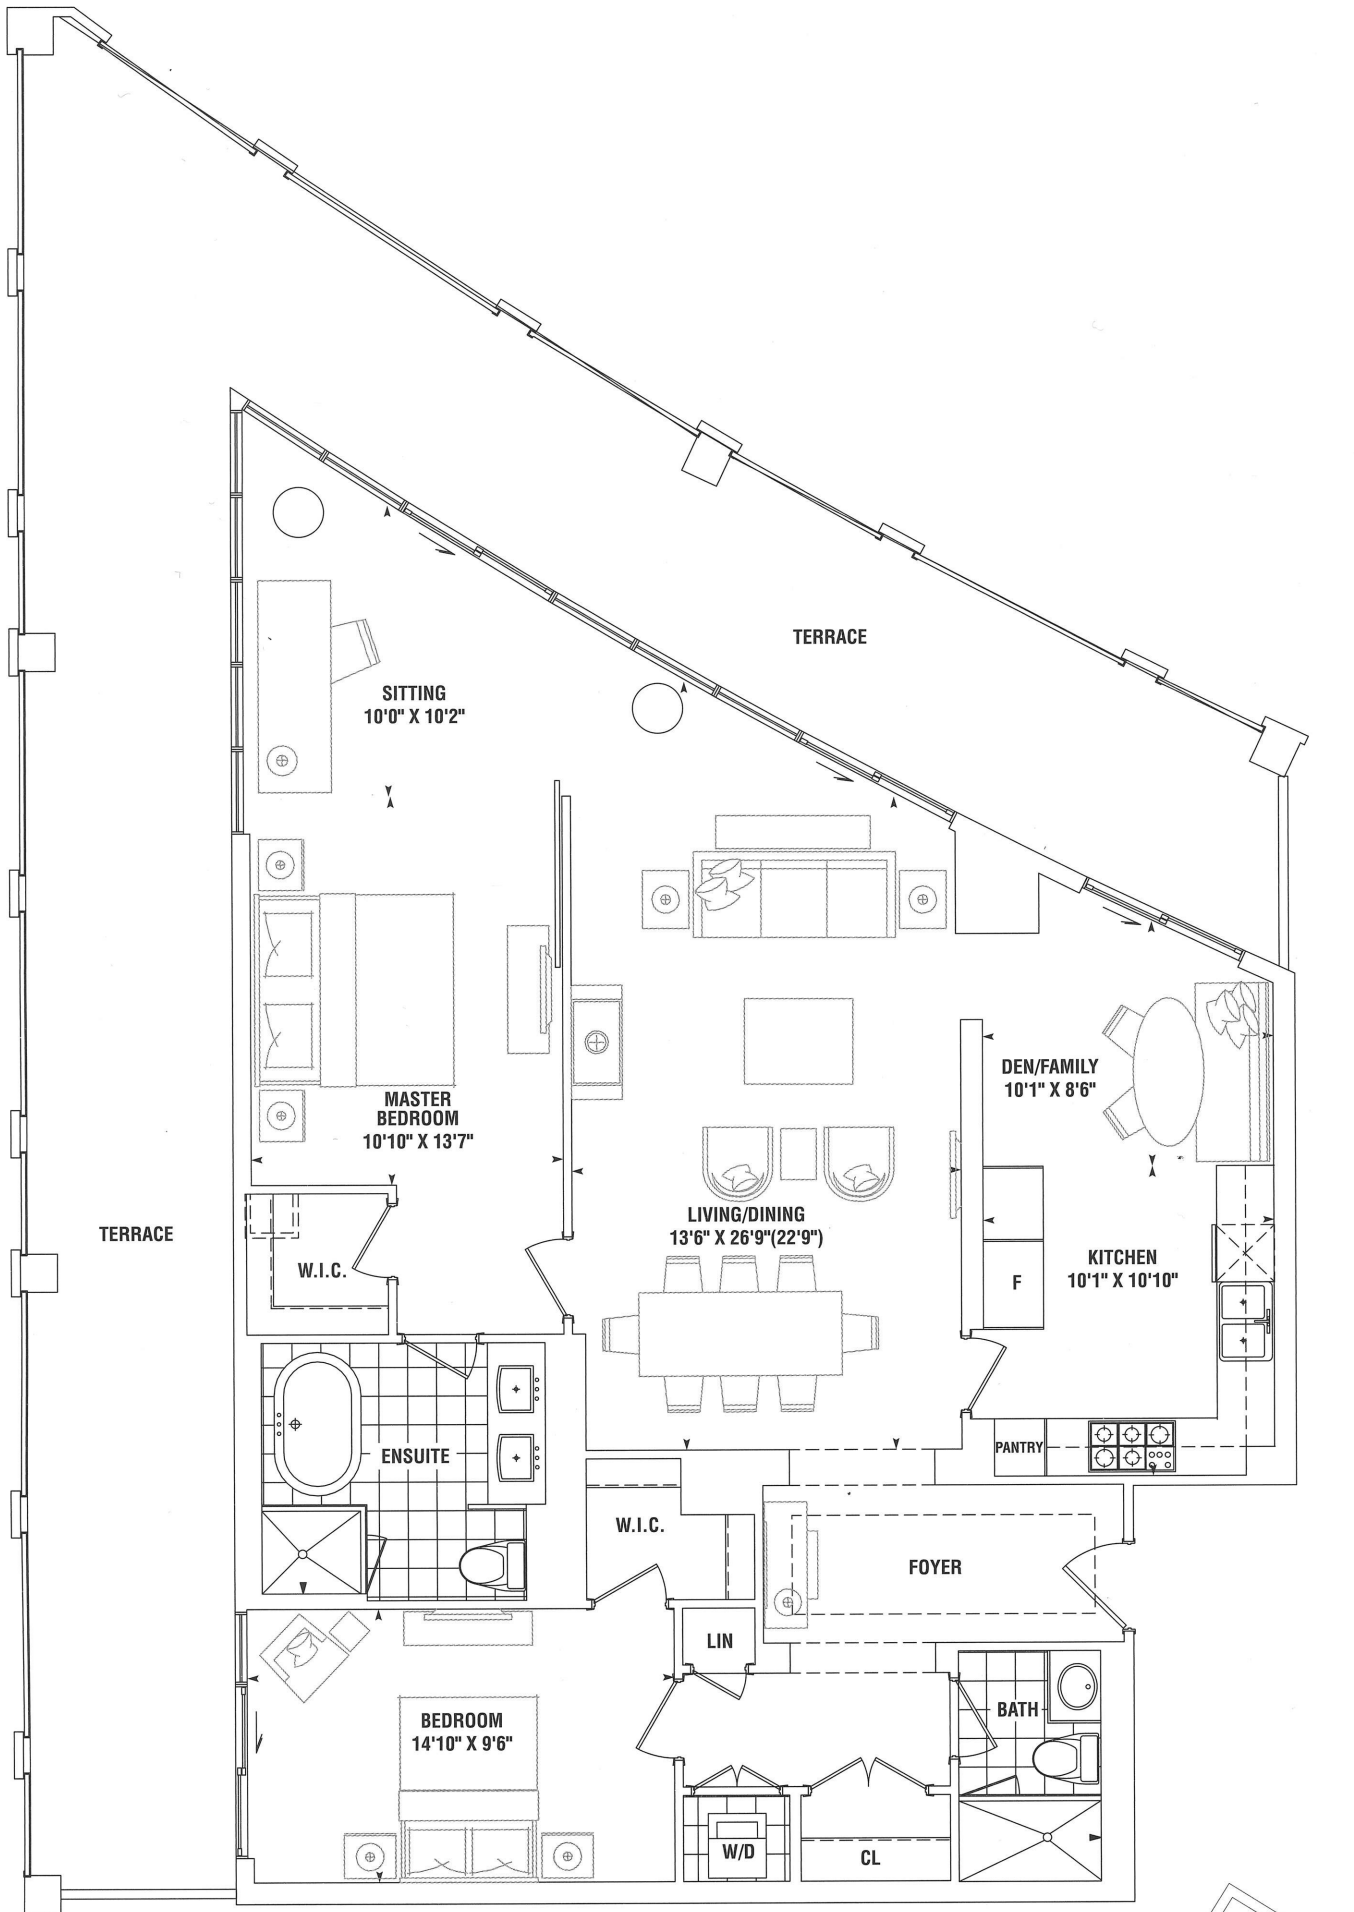 TERRACE
SITTING
10'0" X 10'2"
MASTER
BEDROOM
10'10" X 13'7"
DEN/FAMILY
10'1" X 8'6"
TERRACE
LIVING/DINING
13'6" X 26'9"(22'9")
W.I.C.
KITCHEN
10'1" X 10'10"
F
PANTRY
ENSUITE
W.I.C.
FOYER
LIN
BATH
BEDROOM
14'10" X 9'6"
W/D
CL